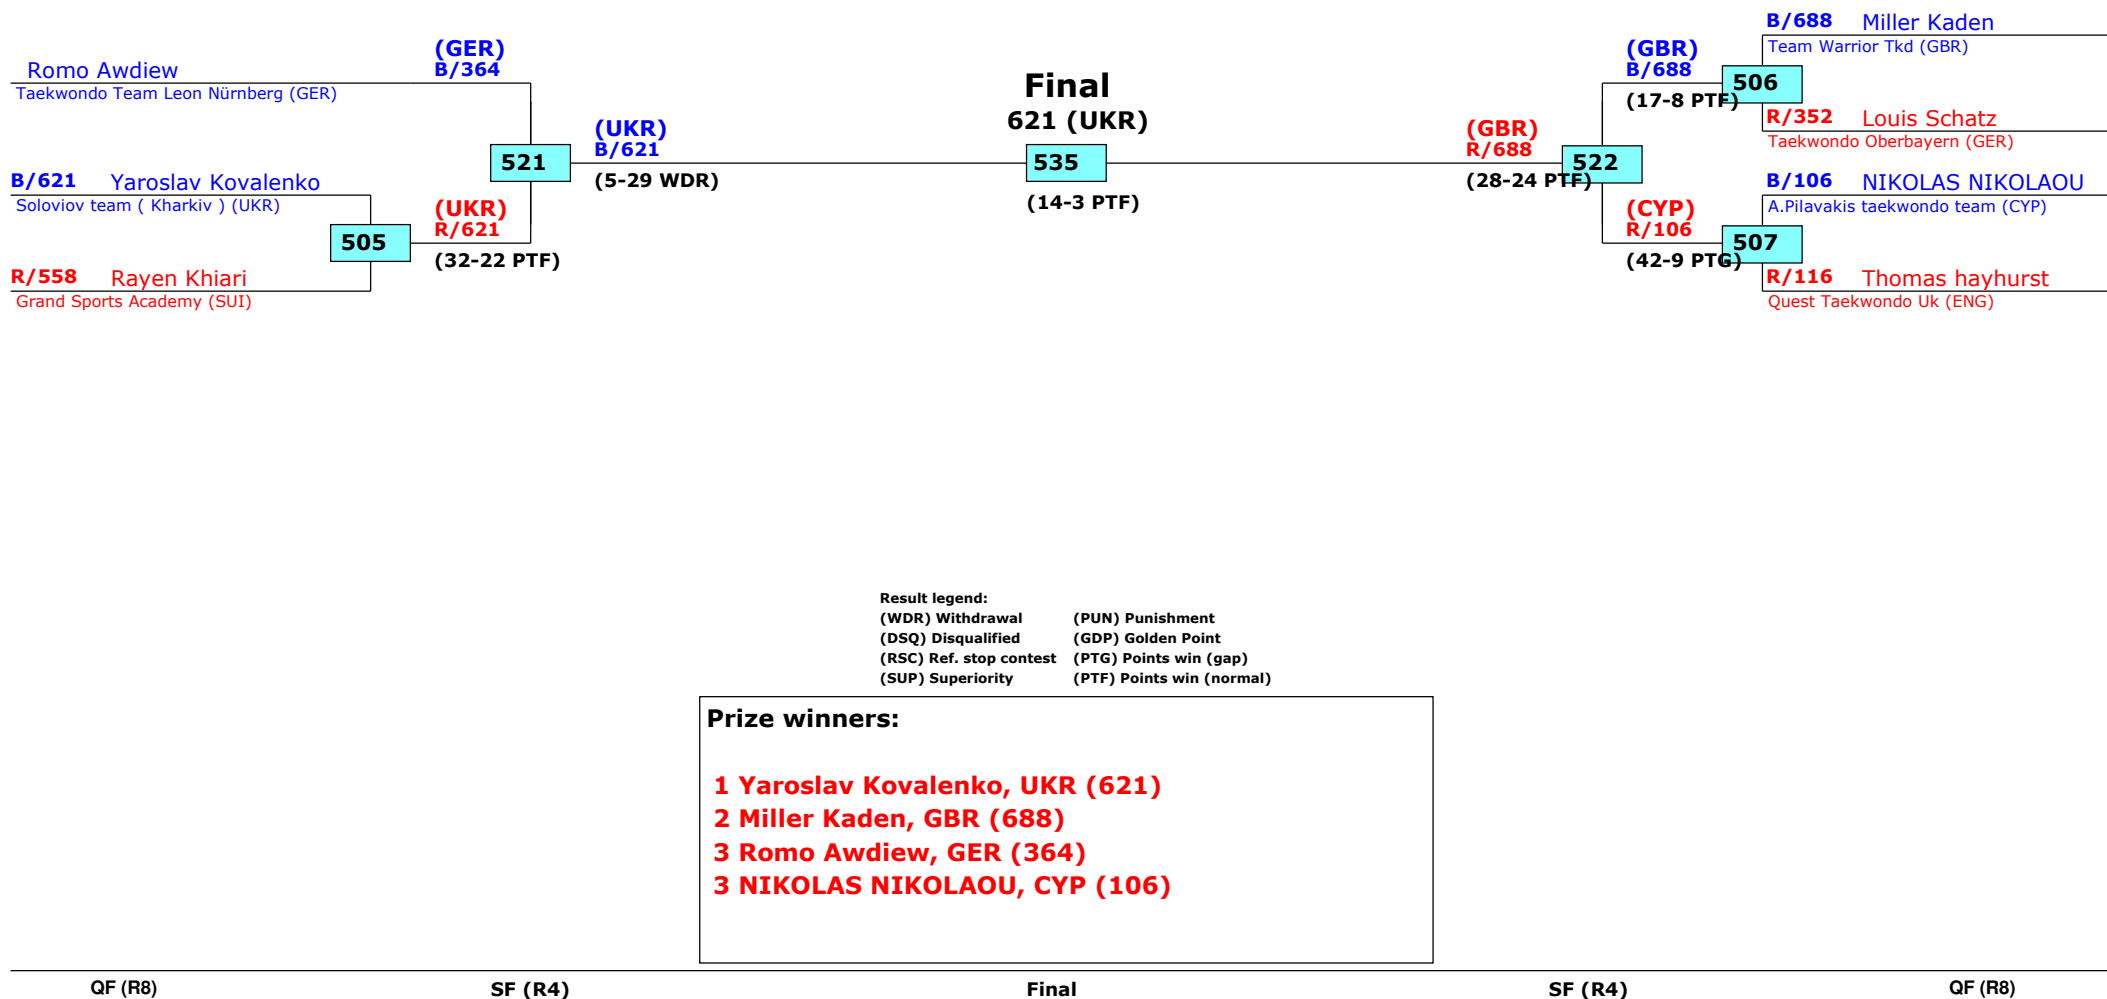 Romo Awdiew
Taekwondo Team Leon Nürnberg (GER)
B/621 Yaroslav Kovalenko
Soloviov team ( Kharkiv ) (UKR)
R/558 Rayen Khiari
Grand Sports Academy (SUI)
505
(GER)
B/364
(UKR)
R/621
(32-22 PTF)
521
(UKR)
B/621
(5-29 WDR)
Final
621 (UKR)
535
(14-3 PTF)
(GBR)
R/688
(28-24 PTF)
522
(GBR)
B/688
(17-8 PTF)
(CYP)
R/106
(42-9 PTG)
506
507
B/688 Miller Kaden
Team Warrior Tkd (GBR)
R/352 Louis Schatz
Taekwondo Oberbayern (GER)
B/106 NIKOLAS NIKOLAOU
A.Pilavakis taekwondo team (CYP)
R/116 Thomas hayhurst
Quest Taekwondo Uk (ENG)
Result legend:
(WDR) Withdrawal (PUN) Punishment
(DSQ) Disqualified (GDP) Golden Point
(RSC) Ref. stop contest (PTG) Points win (gap)
(SUP) Superiority (PTF) Points win (normal)
Prize winners:
1 Yaroslav Kovalenko, UKR (621)
2 Miller Kaden, GBR (688)
3 Romo Awdiew, GER (364)
3 NIKOLAS NIKOLAOU, CYP (106)
QF (R8) SF (R4) Final SF (R4) QF (R8)